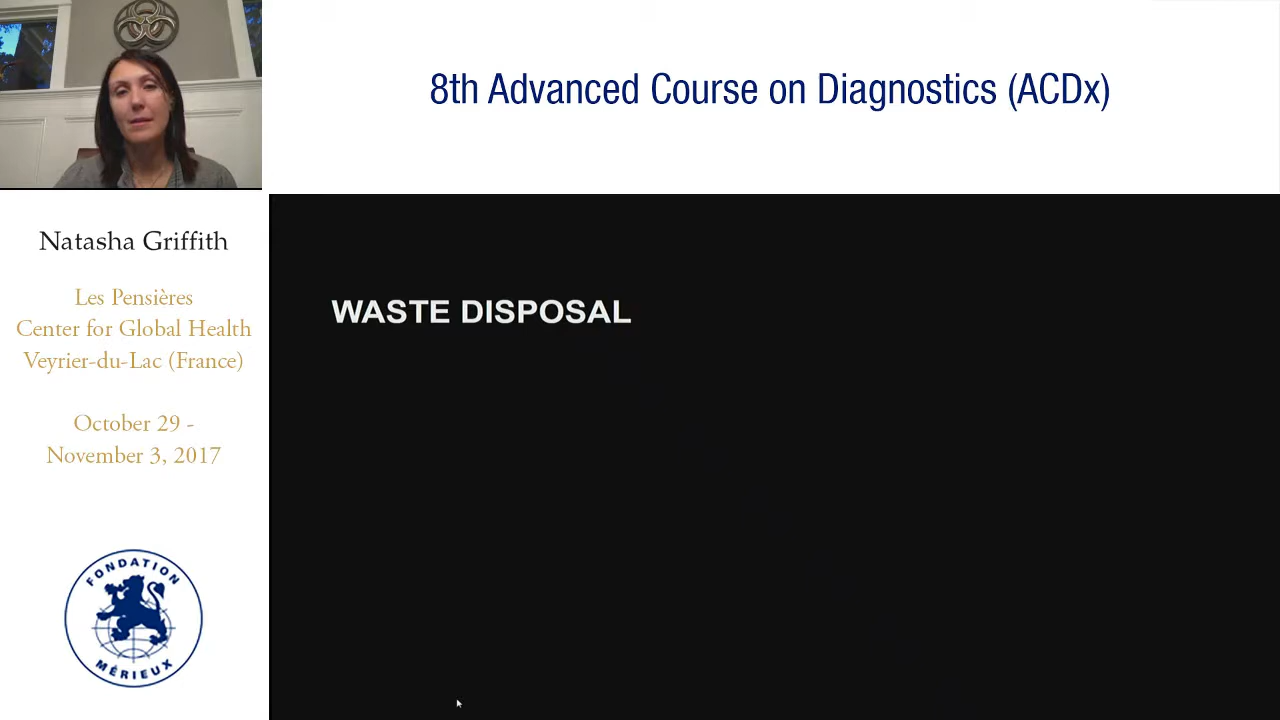 8th Advanced Course on Diagnostics (ACDx)
Natasha Griffith
Les Pensières
Center for Global Health
Veyrier-du-Lac (France)
October 29 -
November 3, 2017
WASTE DISPOSAL
FONDATION
MÉRIEUX